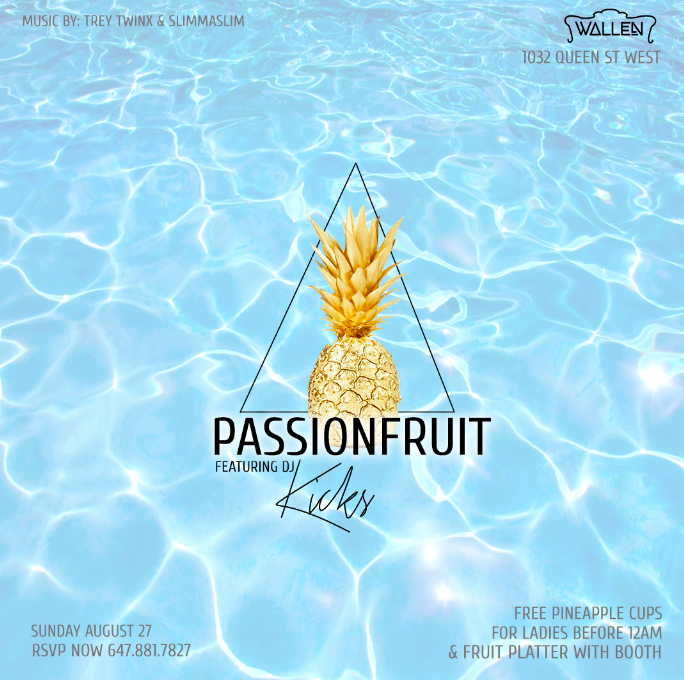 MUSIC BY: TREY TWINX & SLIMMASLIM
WALLEN
1032 QUEEN ST WEST
PASSIONFRUIT
FEATURING DJ
Kicks
SUNDAY AUGUST 27
RSVP NOW 647.881.7827
FREE PINEAPPLE CUPS
FOR LADIES BEFORE 12AM
& FRUIT PLATTER WITH BOOTH